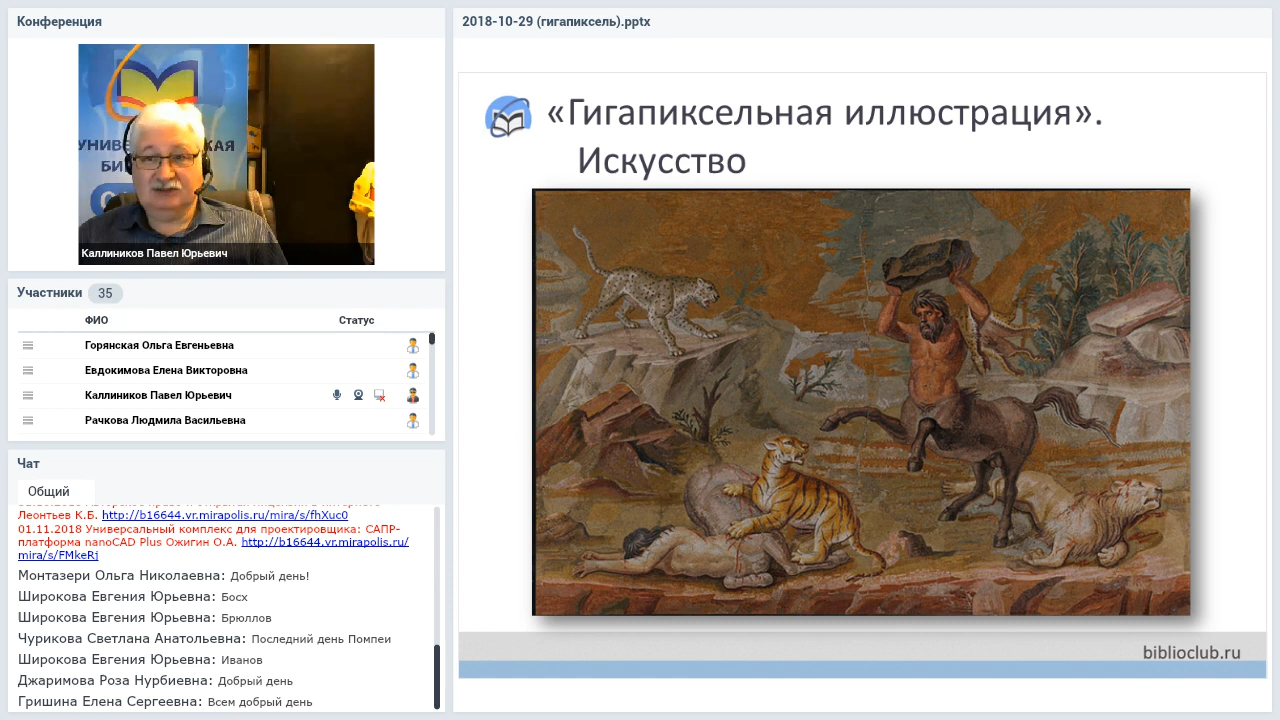 Конференция
УНИВЕ
СКАЯ
БИ
Каллиников Павел Юрьевич
Участники 35
ФИО Статус
Горянская Ольга Евгеньевна
Евдокимова Елена Викторовна
Каллиников Павел Юрьевич
Рачкова Людмила Васильевна
Чат
Общий
Леонтьев К.Б. http://b16644.vr.mirapolis.ru/mira/s/fhXuc0
01.11.2018 Универсальный комплекс для проектировщика: САПР-
платформа nanoCAD Plus Ожигин О.А. http://b16644.vr.mirapolis.ru/
mira/s/FMkeRj
Монтазери Ольга Николаевна: Добрый день!
Широкова Евгения Юрьевна: Босх
Широкова Евгения Юрьевна: Брюллов
Чурикова Светлана Анатольевна: Последний день Помпеи
Широкова Евгения Юрьевна: Иванов
Джаримова Роза Нурбиевна: Добрый день
Гришина Елена Сергеевна: Всем добрый день
2018-10-29 (гигапиксель).pptx
«Гигапиксельная иллюстрация».
Искусство
biblioclub.ru